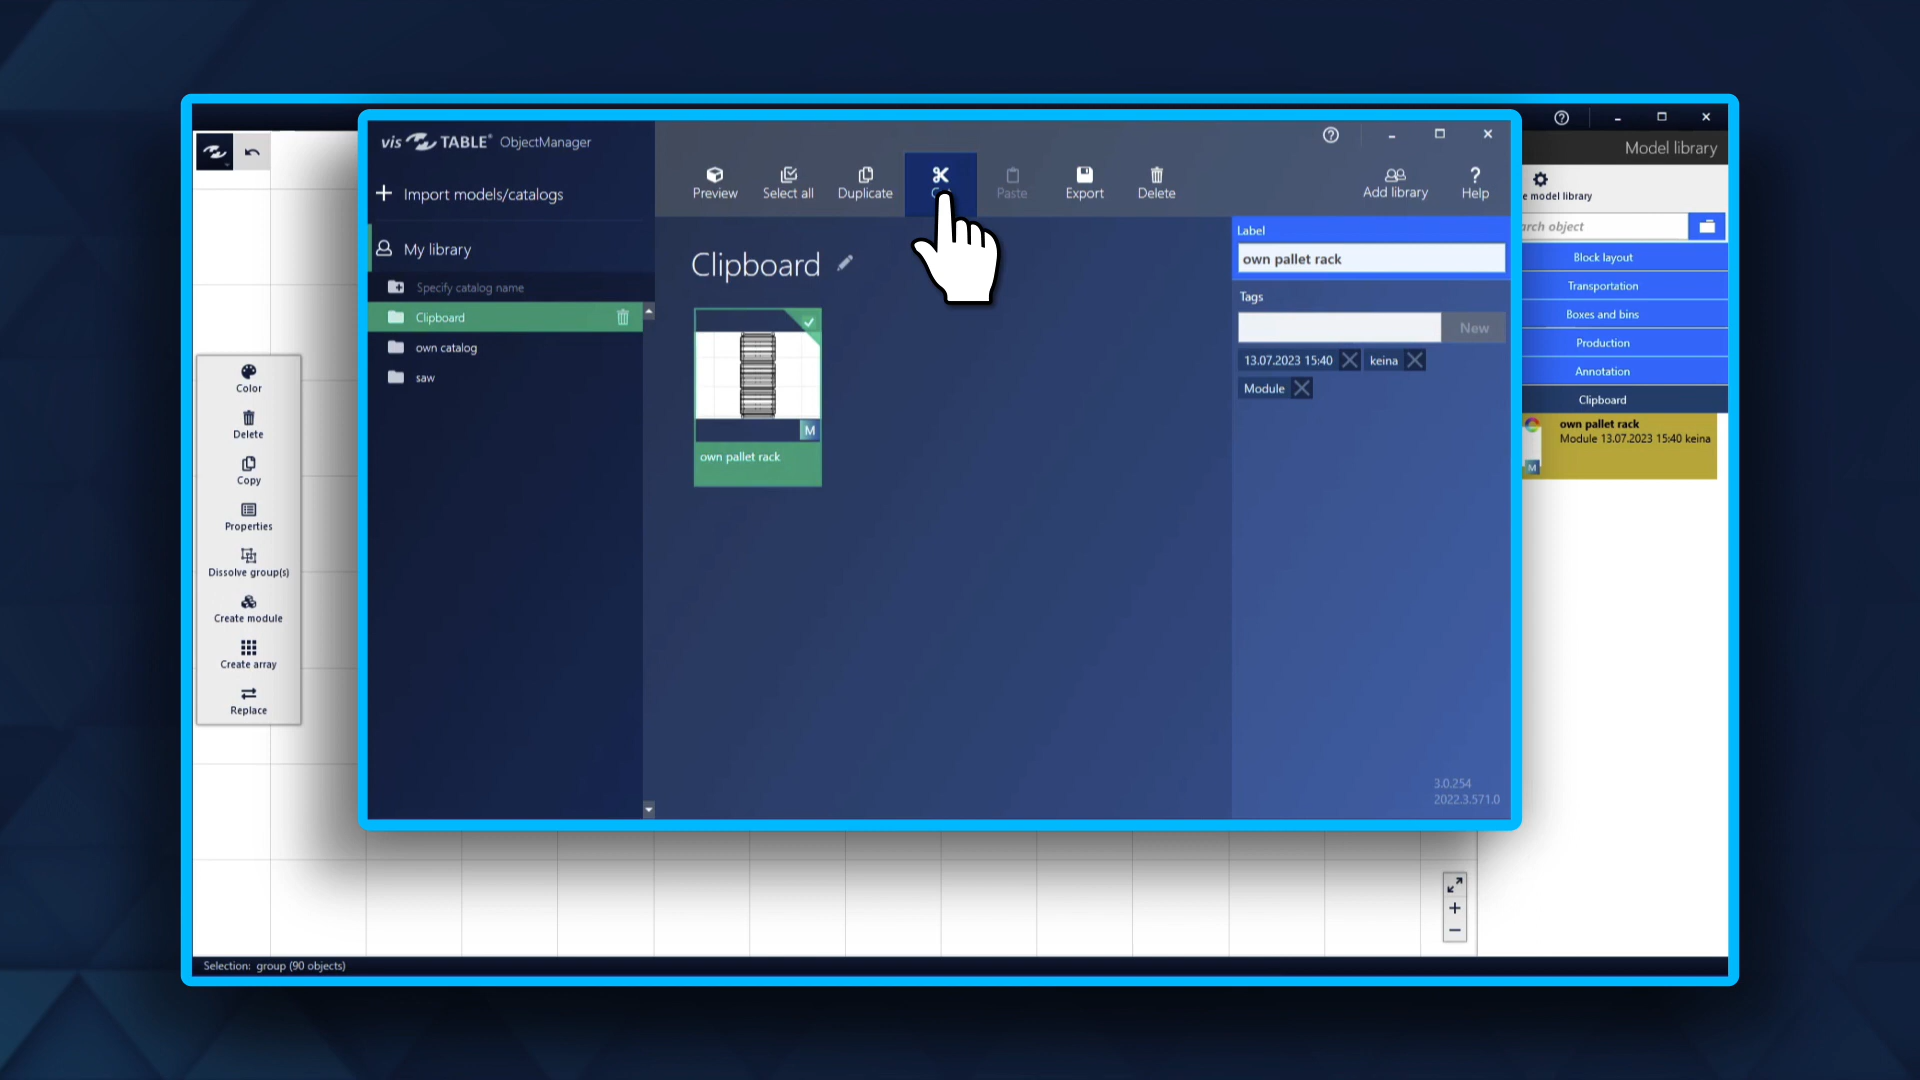 vis TABLE® ObjectManager
Import models/catalogs
My library
Specify catalog name
Clipboard
own catalog
saw
Preview
Select all
Duplicate
Paste
Export
Delete
Add library
Help
Clipboard
M
own pallet rack
Label
own pallet rack
Tags
New
13.07.2023 15:40
keina
Module
3.0.254
2022.3.571.0
Color
Delete
Copy
Properties
Dissolve group(s)
Create module
Create array
Replace
Model library
model library
object
Block layout
Transportation
Boxes and bins
Production
Annotation
Clipboard
own pallet rack
Module 13.07.2023 15:40 keina
M
Selection: group (90 objects)